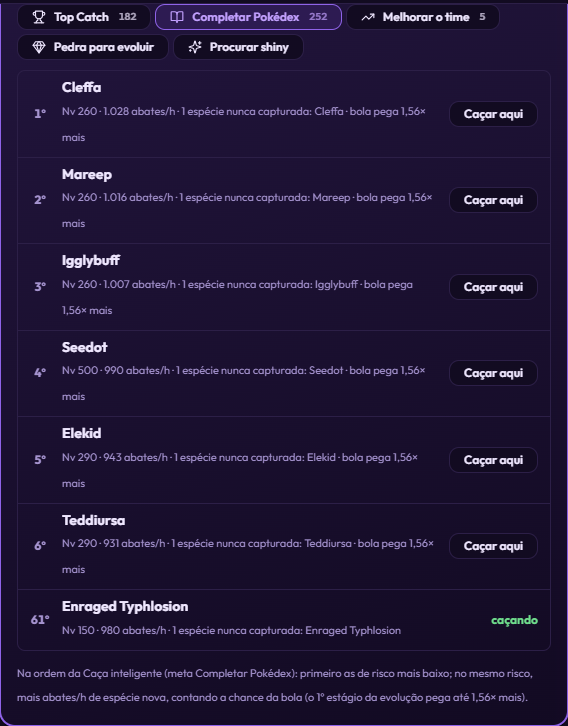 Top Catch 182 Completar Pokédex 252 Melhorar o time 5
Pedra para evoluir Procurar shiny
Cleffa
1º Nv 260 · 1.028 abates/h · 1 espécie nunca capturada: Cleffa · bola pega 1,56× Caçar aqui
mais
Mareep
2º Nv 260 · 1.016 abates/h · 1 espécie nunca capturada: Mareep · bola pega 1,56× Caçar aqui
mais
Igglybuff
3º Nv 260 · 1.007 abates/h · 1 espécie nunca capturada: Igglybuff · bola pega Caçar aqui
1,56× mais
Seedot
4º Nv 500 · 990 abates/h · 1 espécie nunca capturada: Seedot · bola pega 1,56× Caçar aqui
mais
Elekid
5º Nv 290 · 943 abates/h · 1 espécie nunca capturada: Elekid · bola pega 1,56× Caçar aqui
mais
Teddiursa
6º Nv 290 · 931 abates/h · 1 espécie nunca capturada: Teddiursa · bola pega 1,56× Caçar aqui
mais
Enraged Typhlosion
61º Nv 150 · 980 abates/h · 1 espécie nunca capturada: Enraged Typhlosion caçando
Na ordem da Caça inteligente (meta Completar Pokédex): primeiro as de risco mais baixo; no mesmo risco,
mais abates/h de espécie nova, contando a chance da bola (o 1º estágio da evolução pega até 1,56× mais).